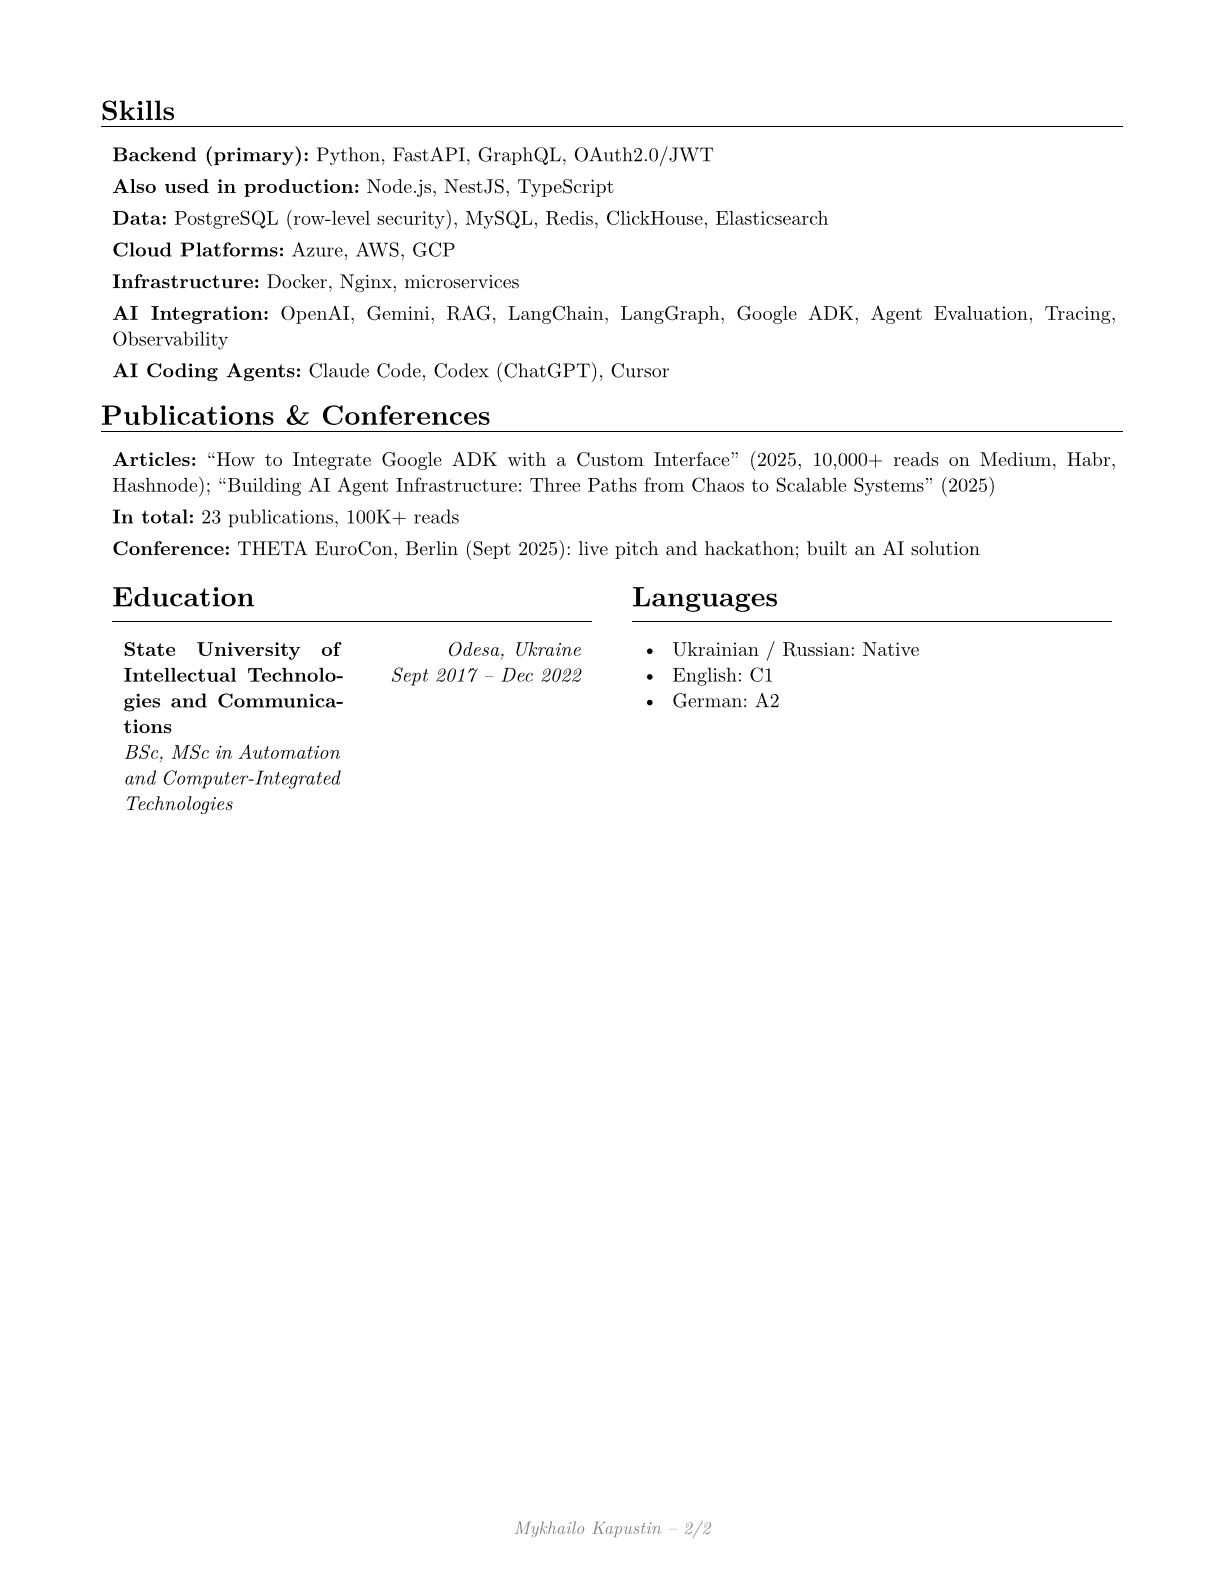 Skills
Backend (primary): Python, FastAPI, GraphQL, OAuth2.0/JWT
Also used in production: Node.js, NestJS, TypeScript
Data: PostgreSQL (row-level security), MySQL, Redis, ClickHouse, Elasticsearch
Cloud Platforms: Azure, AWS, GCP
Infrastructure: Docker, Nginx, microservices
AI Integration: OpenAI, Gemini, RAG, LangChain, LangGraph, Google ADK, Agent Evaluation, Tracing,
Observability
AI Coding Agents: Claude Code, Codex (ChatGPT), Cursor
Publications & Conferences
Articles: “How to Integrate Google ADK with a Custom Interface” (2025, 10,000+ reads on Medium, Habr,
Hashnode); “Building AI Agent Infrastructure: Three Paths from Chaos to Scalable Systems” (2025)
In total: 23 publications, 100K+ reads
Conference: THETA EuroCon, Berlin (Sept 2025): live pitch and hackathon; built an AI solution
Education
State University of
Intellectual Technolo-
gies and Communica-
tions
BSc, MSc in Automation
and Computer-Integrated
Technologies
Odesa, Ukraine
Sept 2017 – Dec 2022
Languages
• Ukrainian / Russian: Native
• English: C1
• German: A2
Mykhailo Kapustin – 2/2